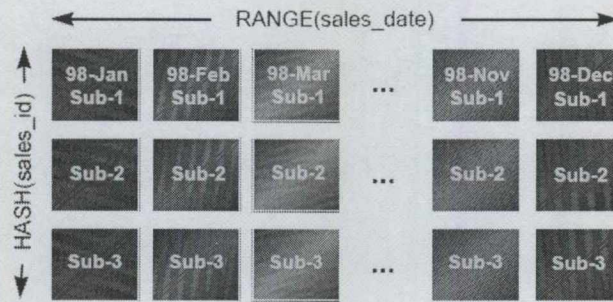 RANGE(sales_date)
HASH(sales_id)
98-Jan Sub-1
98-Feb Sub-1
98-Mar Sub-1
...
98-Nov Sub-1
98-Dec Sub-1
Sub-2
Sub-2
Sub-2
...
Sub-2
Sub-2
Sub-3
Sub-3
Sub-3
...
Sub-3
Sub-3